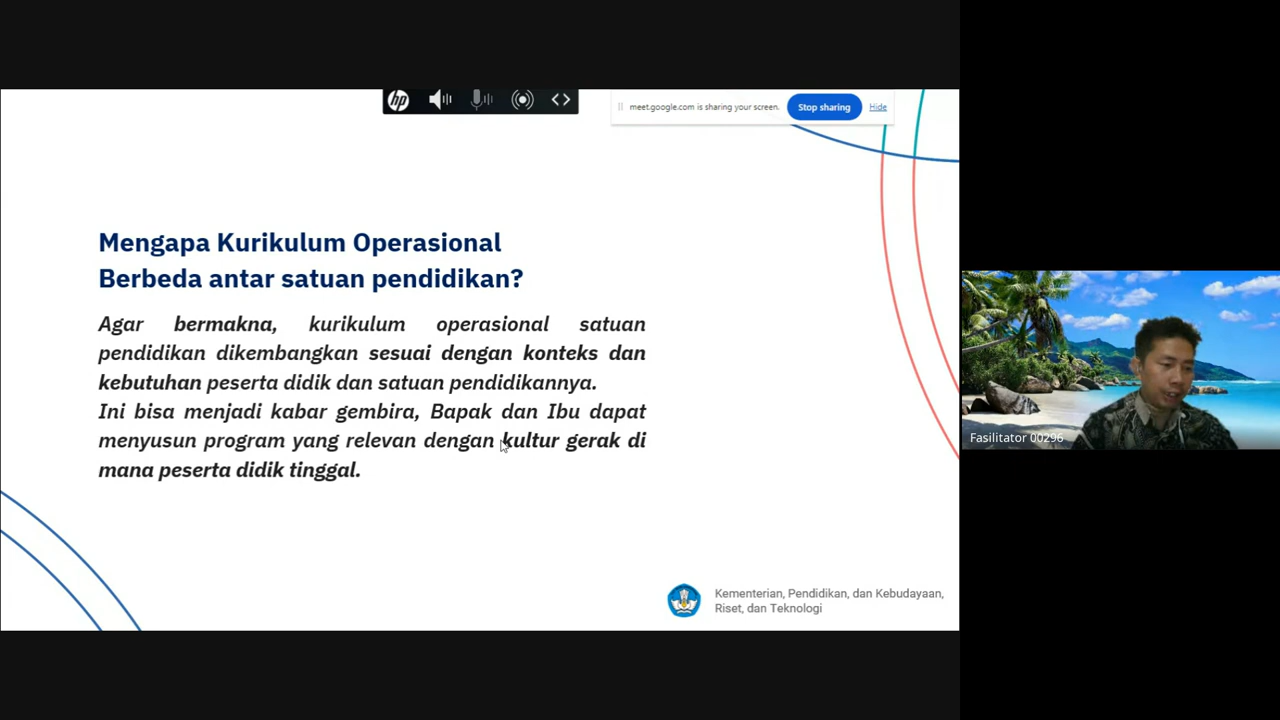 hp
meet.google.com is sharing your screen.
Stop sharing
Hide
Mengapa Kurikulum Operasional
Berbeda antar satuan pendidikan?
Agar bermakna, kurikulum operasional satuan
pendidikan dikembangkan sesuai dengan konteks dan
kebutuhan peserta didik dan satuan pendidikannya.
Ini bisa menjadi kabar gembira, Bapak dan Ibu dapat
menyusun program yang relevan dengan kultur gerak di
mana peserta didik tinggal.
Kementerian, Pendidikan, dan Kebudayaan,
Riset, dan Teknologi
Fasilitator 00296